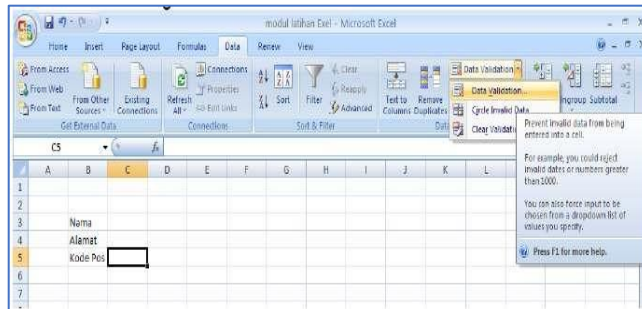 modul latihan Exel - Microsoft Excel
Home Insert Page Layout Formulas Data Review View
From Access
From Web
From Text
From Other Sources
Existing Connections
Get External Data
Refresh All
Connections
Properties
Edit Links
Connections
Sort
Filter
Clear
Reapply
Advanced
Sort & Filter
Text to Columns
Remove Duplicates
Data Validation
Data Validation...
Circle Invalid Data
Clear Validati
ngroup Subtotal
Prevent invalid data from being
entered into a cell.
For example, you could reject
invalid dates or numbers greater
than 1000.
You can also force input to be
chosen from a dropdown list of
values you specify.
Press F1 for more help.
C5 fx
A B C D E F G H I J K L
1
2
3 Nama
4 Alamat
5 Kode Pos
6
7